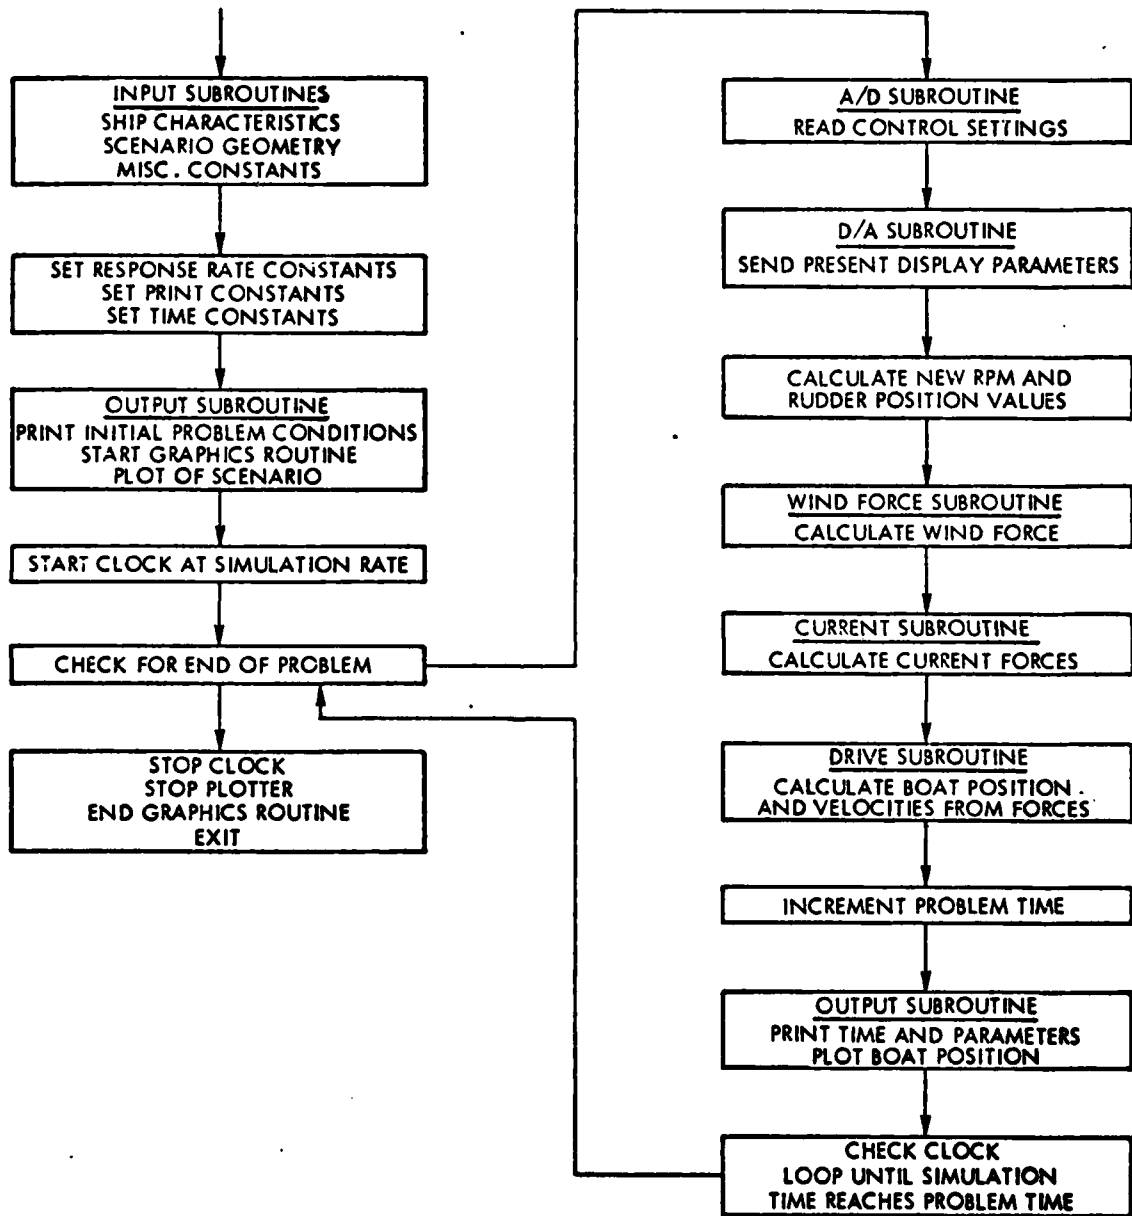 INPUT SUBROUTINES
SHIP CHARACTERISTICS
SCENARIO GEOMETRY
MISC. CONSTANTS
SET RESPONSE RATE CONSTANTS
SET PRINT CONSTANTS
SET TIME CONSTANTS
OUTPUT SUBROUTINE
PRINT INITIAL PROBLEM CONDITIONS
START GRAPHICS ROUTINE
PLOT OF SCENARIO
START CLOCK AT SIMULATION RATE
CHECK FOR END OF PROBLEM
STOP CLOCK
STOP PLOTTER
END GRAPHICS ROUTINE
EXIT
A/D SUBROUTINE
READ CONTROL SETTINGS
D/A SUBROUTINE
SEND PRESENT DISPLAY PARAMETERS
CALCULATE NEW RPM AND
RUDDER POSITION VALUES
WIND FORCE SUBROUTINE
CALCULATE WIND FORCE
CURRENT SUBROUTINE
CALCULATE CURRENT FORCES
DRIVE SUBROUTINE
CALCULATE BOAT POSITION
AND VELOCITIES FROM FORCES
INCREMENT PROBLEM TIME
OUTPUT SUBROUTINE
PRINT TIME AND PARAMETERS
PLOT BOAT POSITION
CHECK CLOCK
LOOP UNTIL SIMULATION
TIME REACHES PROBLEM TIME